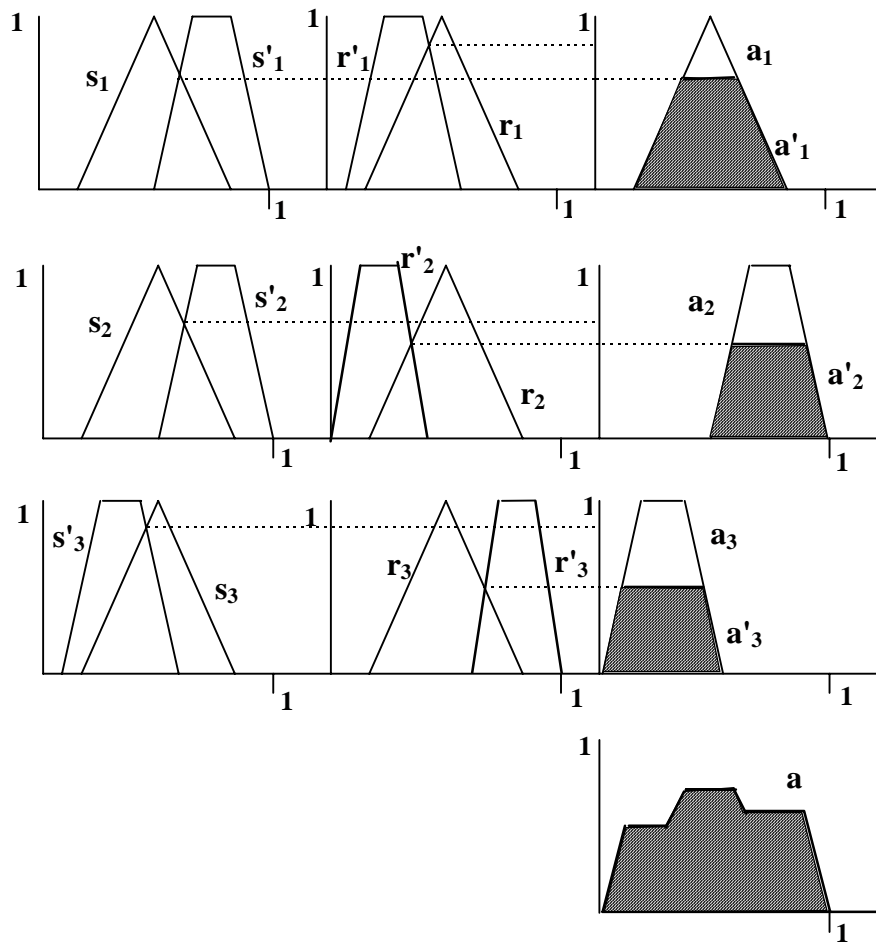 1 1 1
s₁ s'₁ r'₁ r₁ a₁ a'₁
1 1 1
1 1 1
s₂ s'₂ r'₂ r₂ a₂ a'₂
1 1 1
1 1 1
s'₃ s₃ r₃ r'₃ a₃ a'₃
1 1 1
1
a
1